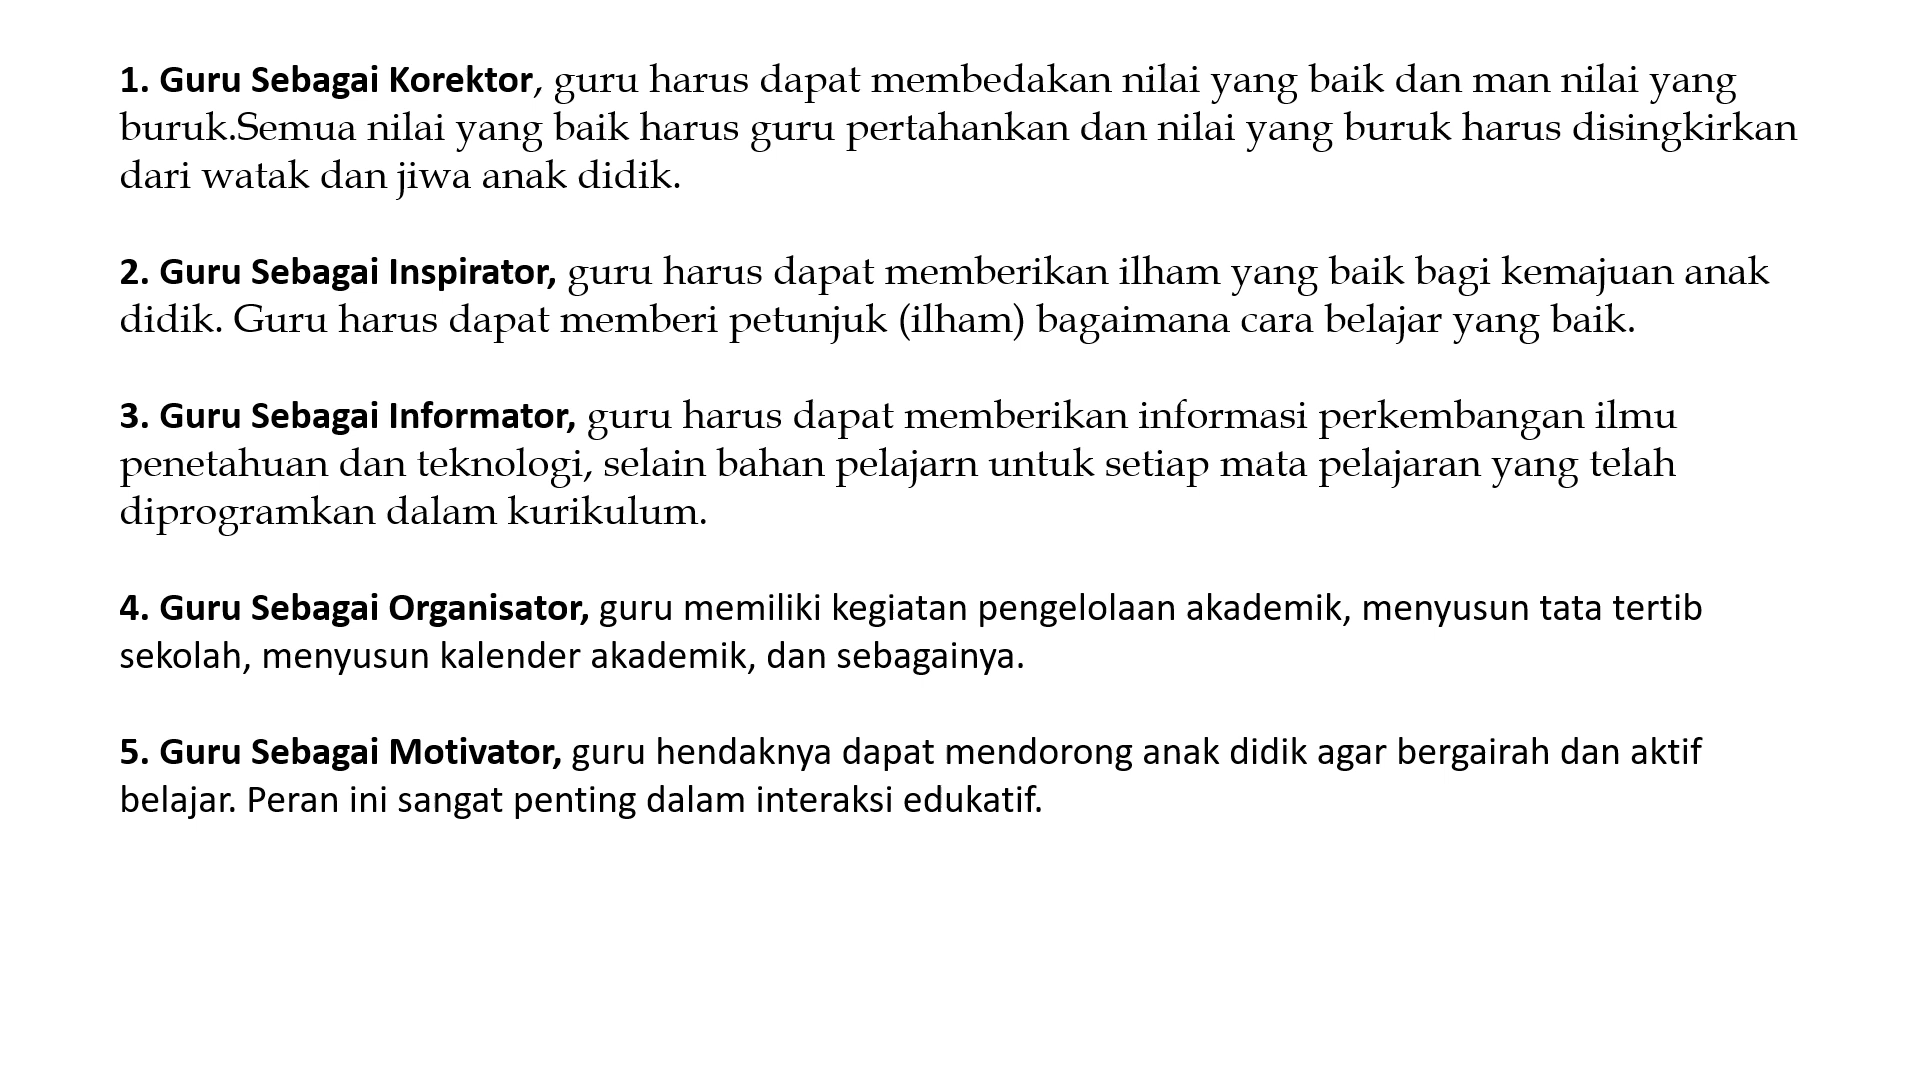 1. Guru Sebagai Korektor, guru harus dapat membedakan nilai yang baik dan man nilai yang
buruk.Semua nilai yang baik harus guru pertahankan dan nilai yang buruk harus disingkirkan
dari watak dan jiwa anak didik.
2. Guru Sebagai Inspirator, guru harus dapat memberikan ilham yang baik bagi kemajuan anak
didik. Guru harus dapat memberi petunjuk (ilham) bagaimana cara belajar yang baik.
3. Guru Sebagai Informator, guru harus dapat memberikan informasi perkembangan ilmu
penetahuan dan teknologi, selain bahan pelajarn untuk setiap mata pelajaran yang telah
diprogramkan dalam kurikulum.
4. Guru Sebagai Organisator, guru memiliki kegiatan pengelolaan akademik, menyusun tata tertib
sekolah, menyusun kalender akademik, dan sebagainya.
5. Guru Sebagai Motivator, guru hendaknya dapat mendorong anak didik agar bergairah dan aktif
belajar. Peran ini sangat penting dalam interaksi edukatif.